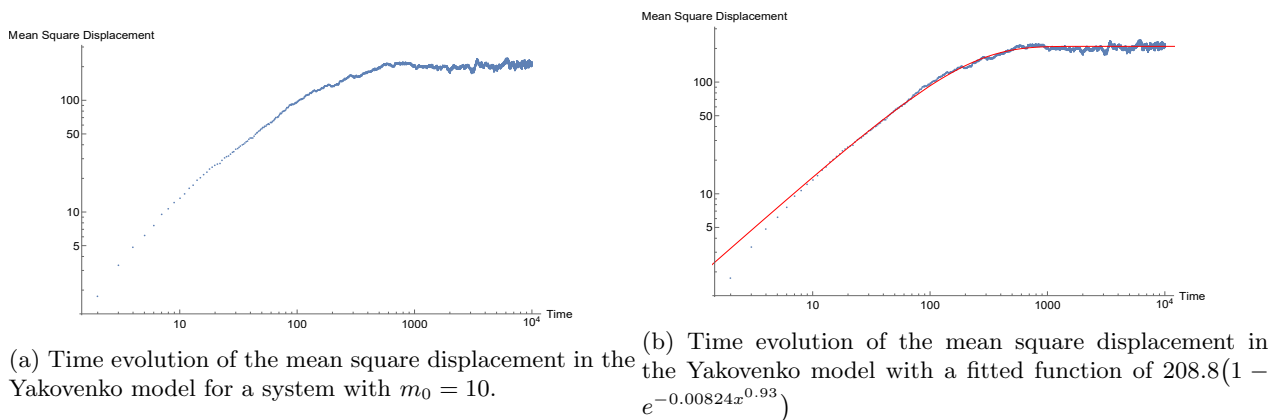 Mean Square Displacement
100
50
10
5
10
100
1000
10^4
Time
(a) Time evolution of the mean square displacement in the
Yakovenko model for a system with m_0 = 10.
Mean Square Displacement
100
50
10
5
10
100
1000
10^4
Time
(b) Time evolution of the mean square displacement in
the Yakovenko model with a fitted function of 208.8(1 −
e^{−0.00824x^{0.93}})